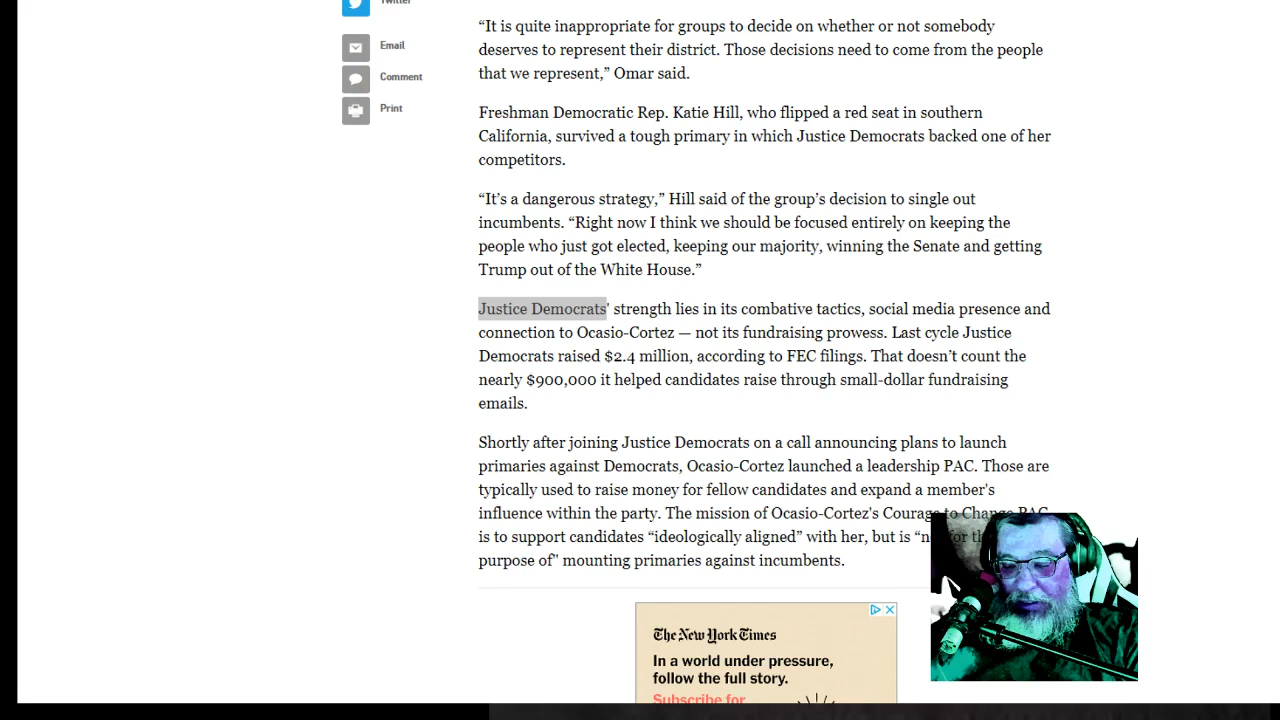 Twitter
Email
Comment
Print
“It is quite inappropriate for groups to decide on whether or not somebody
deserves to represent their district. Those decisions need to come from the people
that we represent,” Omar said.
Freshman Democratic Rep. Katie Hill, who flipped a red seat in southern
California, survived a tough primary in which Justice Democrats backed one of her
competitors.
“It’s a dangerous strategy,” Hill said of the group’s decision to single out
incumbents. “Right now I think we should be focused entirely on keeping the
people who just got elected, keeping our majority, winning the Senate and getting
Trump out of the White House.”
Justice Democrats' strength lies in its combative tactics, social media presence and
connection to Ocasio-Cortez — not its fundraising prowess. Last cycle Justice
Democrats raised $2.4 million, according to FEC filings. That doesn’t count the
nearly $900,000 it helped candidates raise through small-dollar fundraising
emails.
Shortly after joining Justice Democrats on a call announcing plans to launch
primaries against Democrats, Ocasio-Cortez launched a leadership PAC. Those are
typically used to raise money for fellow candidates and expand a member's
influence within the party. The mission of Ocasio-Cortez's Courage to Change PAC
is to support candidates “ideologically aligned” with her, but is
purpose of" mounting primaries against incumbents.
The New York Times
In a world under pressure,
follow the full story.
Subscribe for